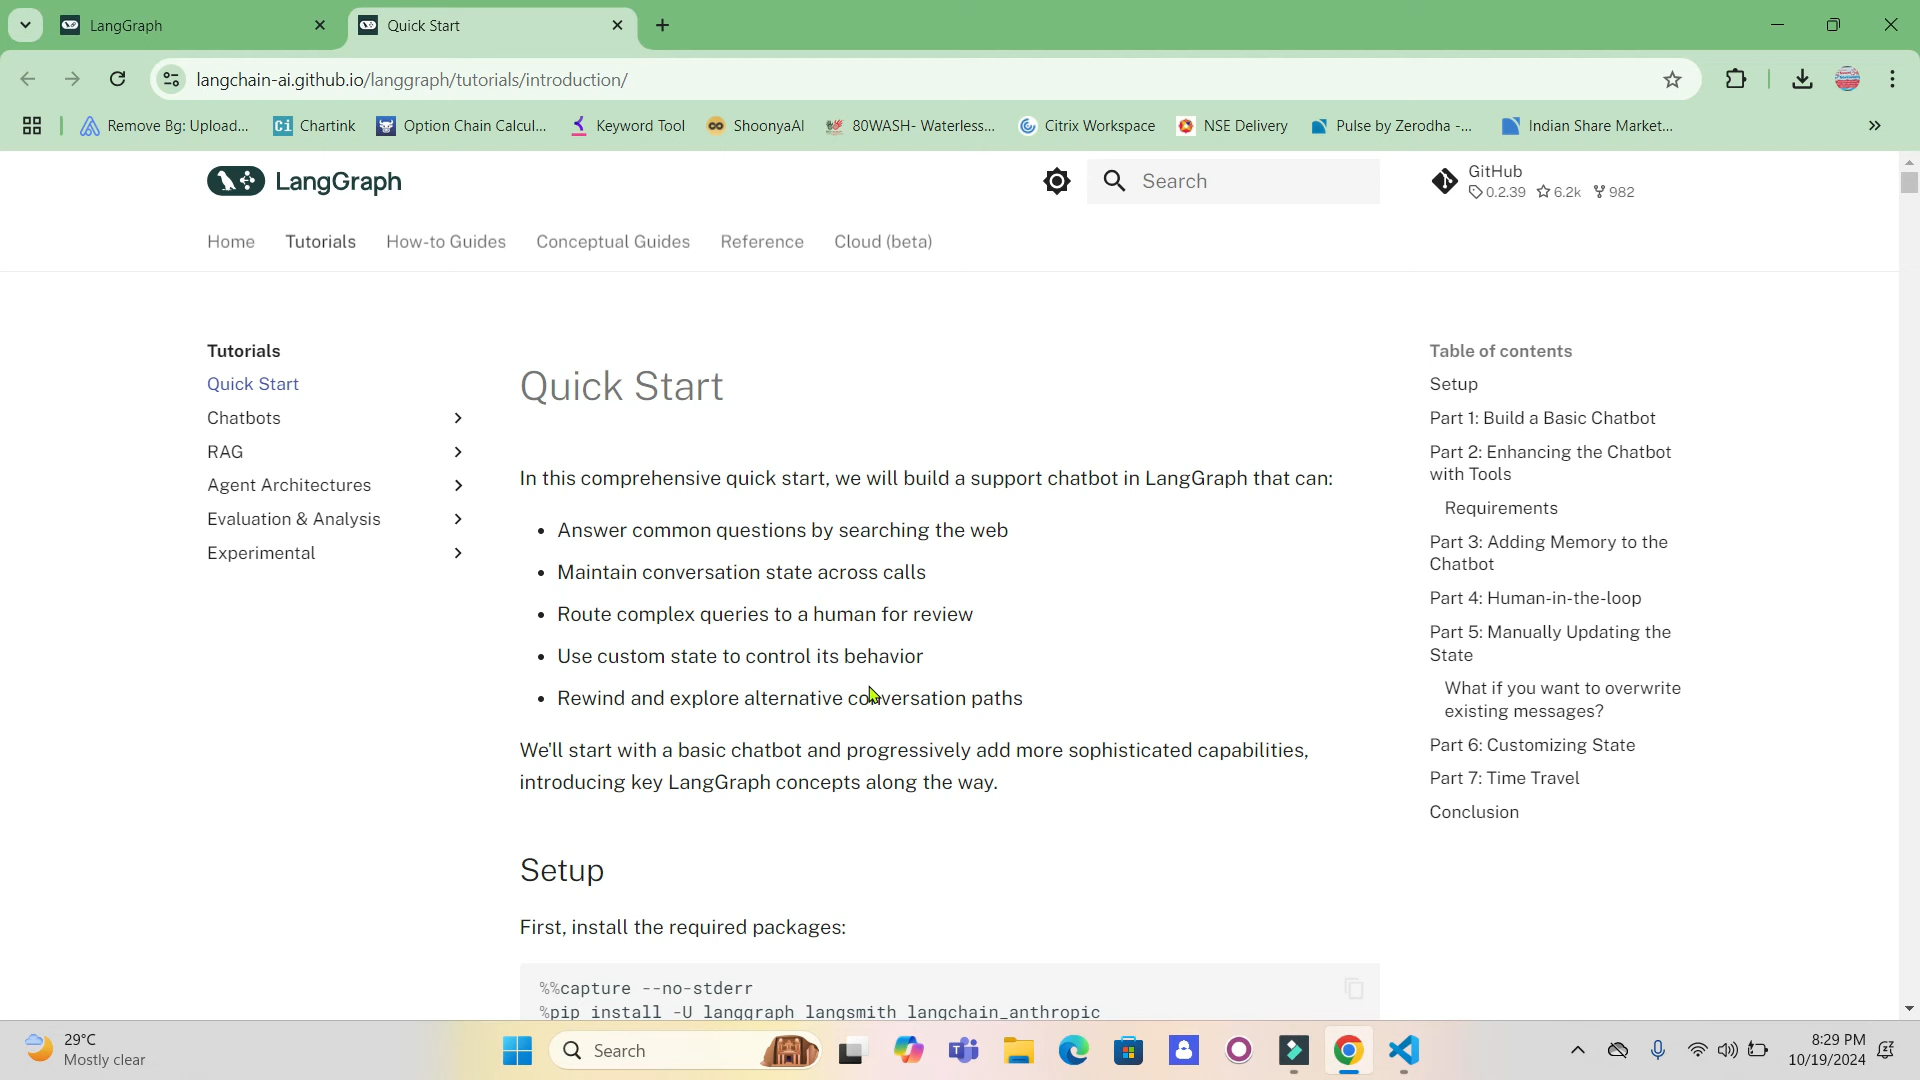 LangGraph
Quick Start
langchain-ai.github.io/langgraph/tutorials/introduction/
Remove Bg: Upload...
Ci Chartink
Option Chain Calcul...
Keyword Tool
ShoonyaAI
80WASH- Waterless...
Citrix Workspace
NSE Delivery
Pulse by Zerodha -...
Indian Share Market...
LangGraph
Search
GitHub
0.2.39 6.2k 982
Home Tutorials How-to Guides Conceptual Guides Reference Cloud (beta)
Tutorials
Quick Start
Chatbots
RAG
Agent Architectures
Evaluation & Analysis
Experimental
Quick Start
In this comprehensive quick start, we will build a support chatbot in LangGraph that can:
• Answer common questions by searching the web
• Maintain conversation state across calls
• Route complex queries to a human for review
• Use custom state to control its behavior
• Rewind and explore alternative conversation paths
We'll start with a basic chatbot and progressively add more sophisticated capabilities,
introducing key LangGraph concepts along the way.
Setup
First, install the required packages:
%%capture --no-stderr
%pip install -U langgraph langsmith langchain_anthropic
Table of contents
Setup
Part 1: Build a Basic Chatbot
Part 2: Enhancing the Chatbot
with Tools
Requirements
Part 3: Adding Memory to the
Chatbot
Part 4: Human-in-the-loop
Part 5: Manually Updating the
State
What if you want to overwrite
existing messages?
Part 6: Customizing State
Part 7: Time Travel
Conclusion
29°C
Mostly clear
Search
8:29 PM
10/19/2024